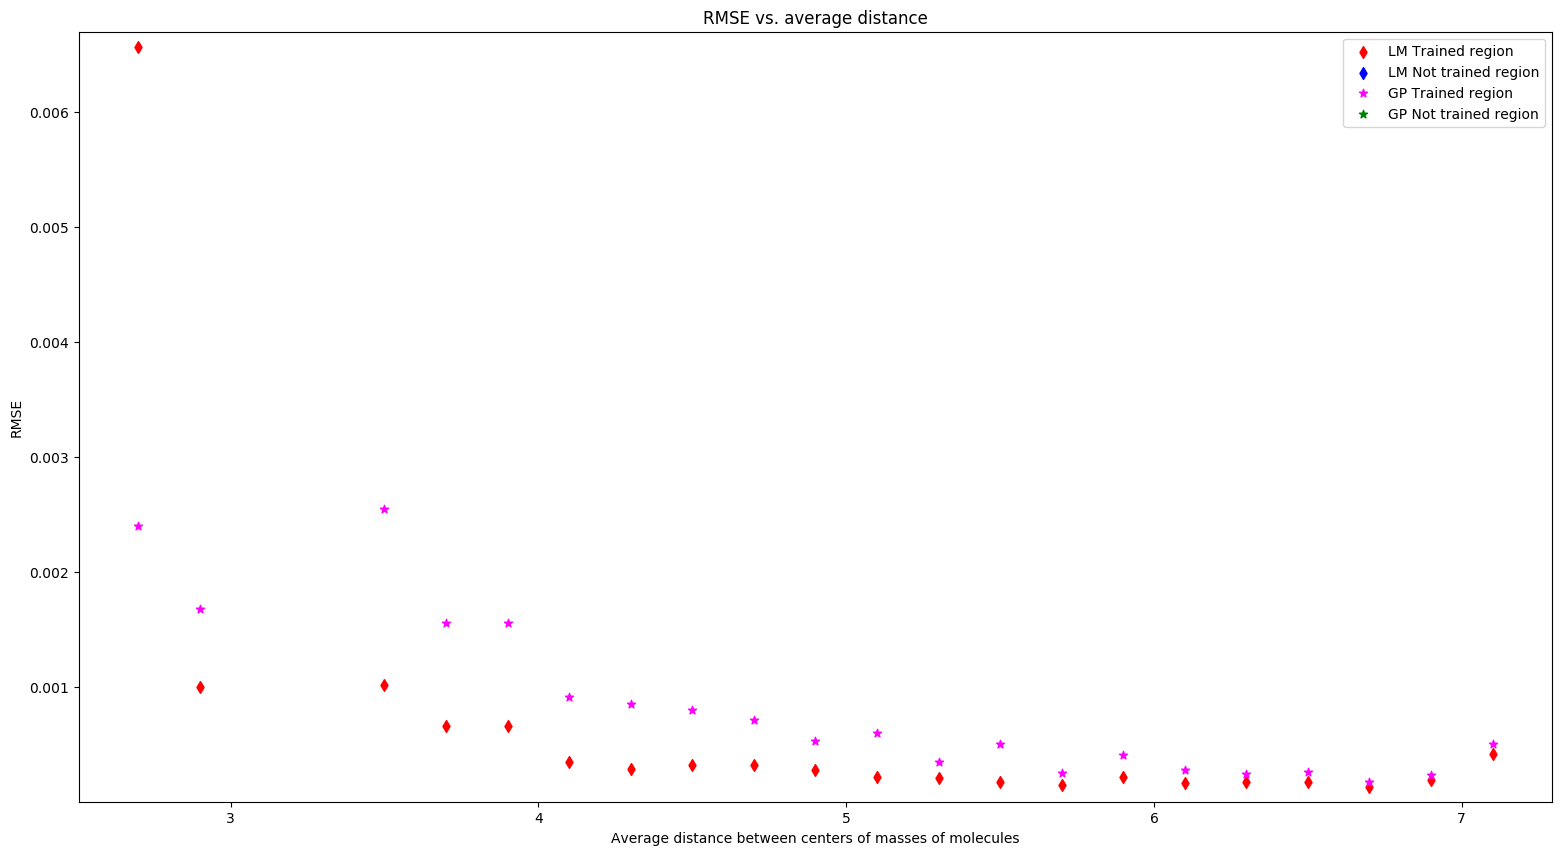 RMSE vs. average distance
LM Trained region
LM Not trained region
GP Trained region
GP Not trained region
0.006
0.005
0.004
0.003
0.002
0.001
RMSE
3 4 5 6 7
Average distance between centers of masses of molecules